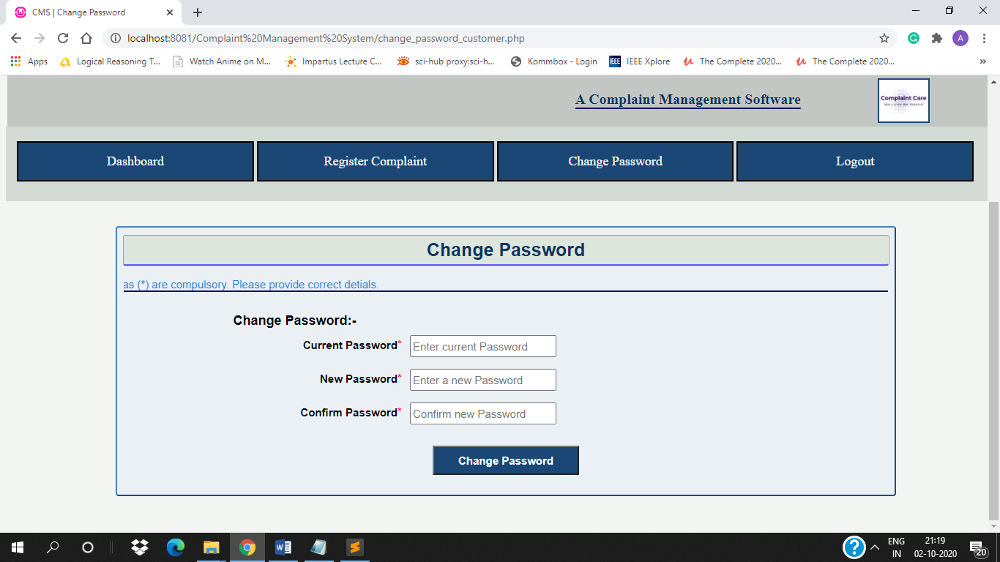 CMS | Change Password
localhost:8081/Complaint%20Management%20System/change_password_customer.php
A
Apps
Logical Reasoning T...
Watch Anime on M...
Impartus Lecture C...
sci-hub proxy:sci-h...
Kommbox - Login
IEEE
IEEE Xplore
The Complete 2020...
The Complete 2020...
»
A Complaint Management Software
Complaint Care
Dashboard
Register Complaint
Change Password
Logout
Change Password
as (*) are compulsory. Please provide correct detials.
Change Password:-
Current Password*
Enter current Password
New Password*
Enter a new Password
Confirm Password*
Confirm new Password
Change Password
ENG
IN
21:19
02-10-2020
20